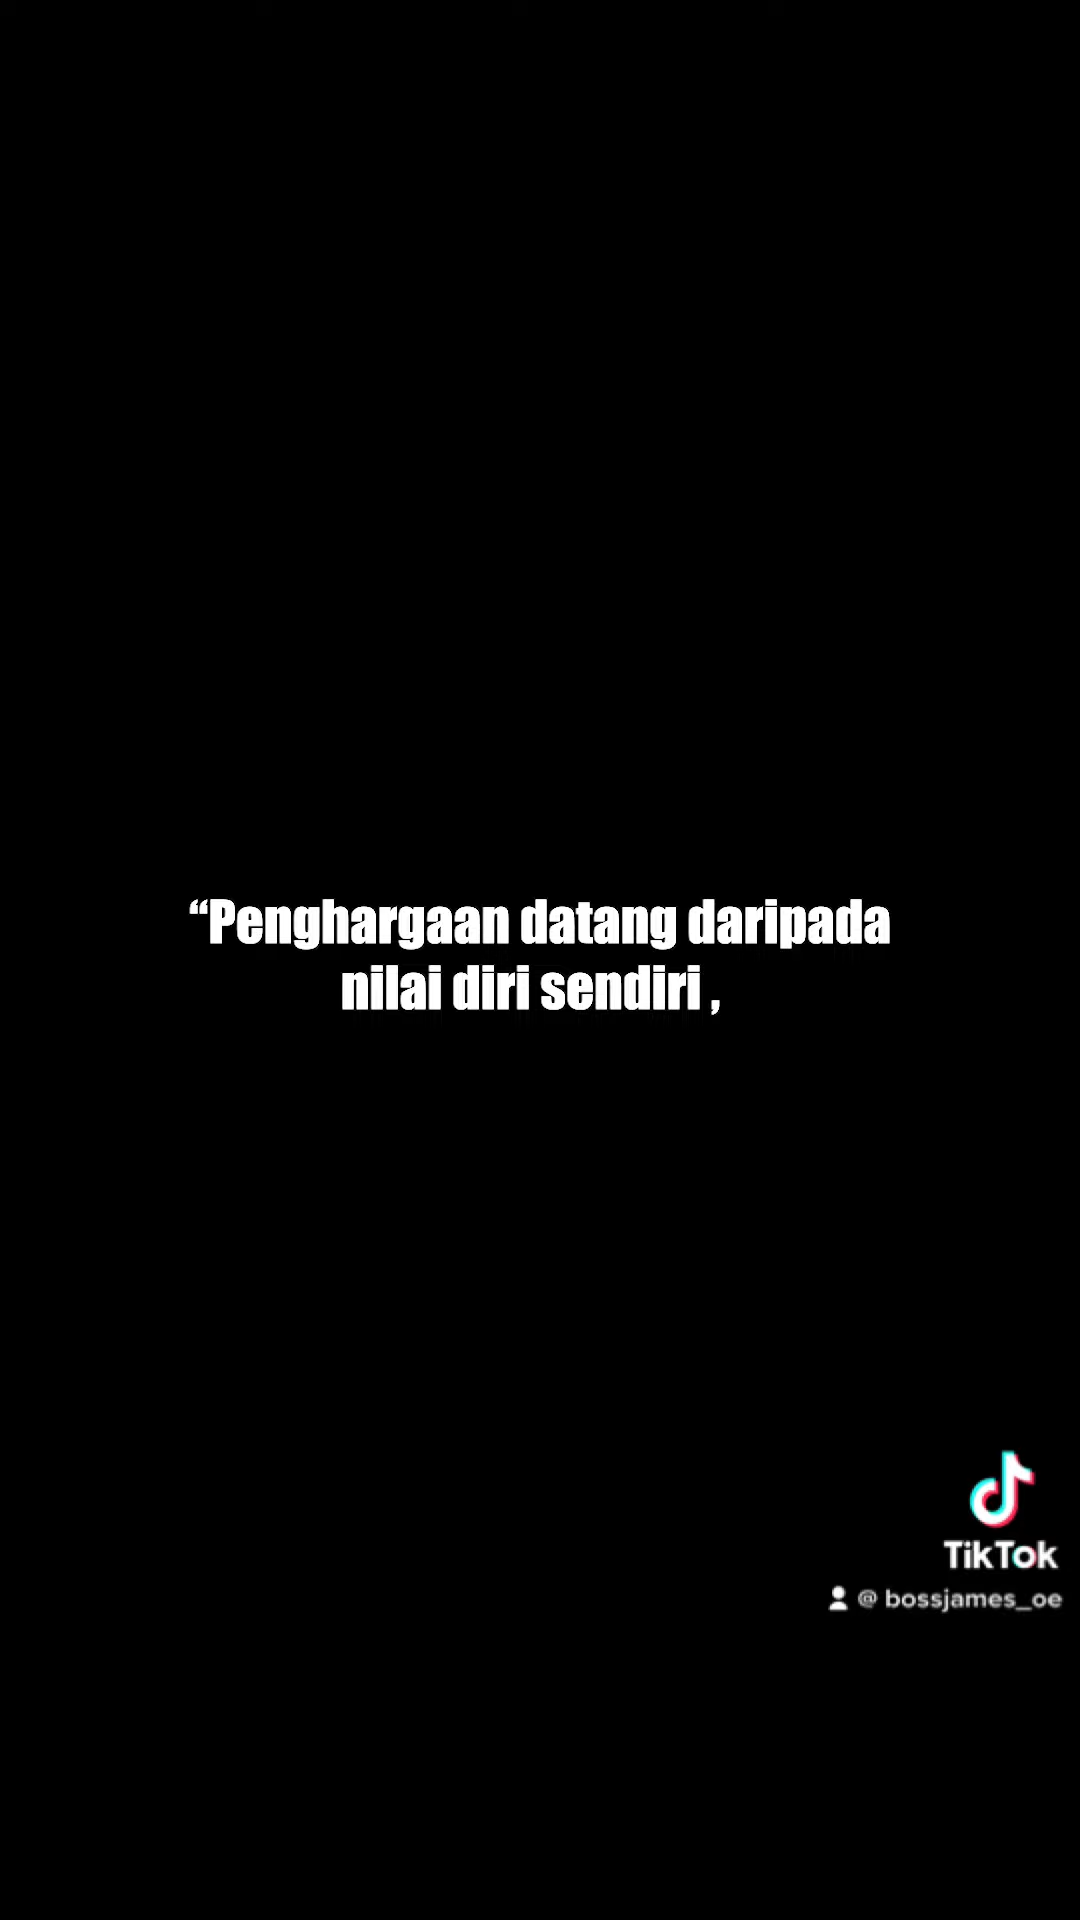 “Penghargaan datang daripada
nilai diri sendiri ,
TikTok
@ bossjames_oe